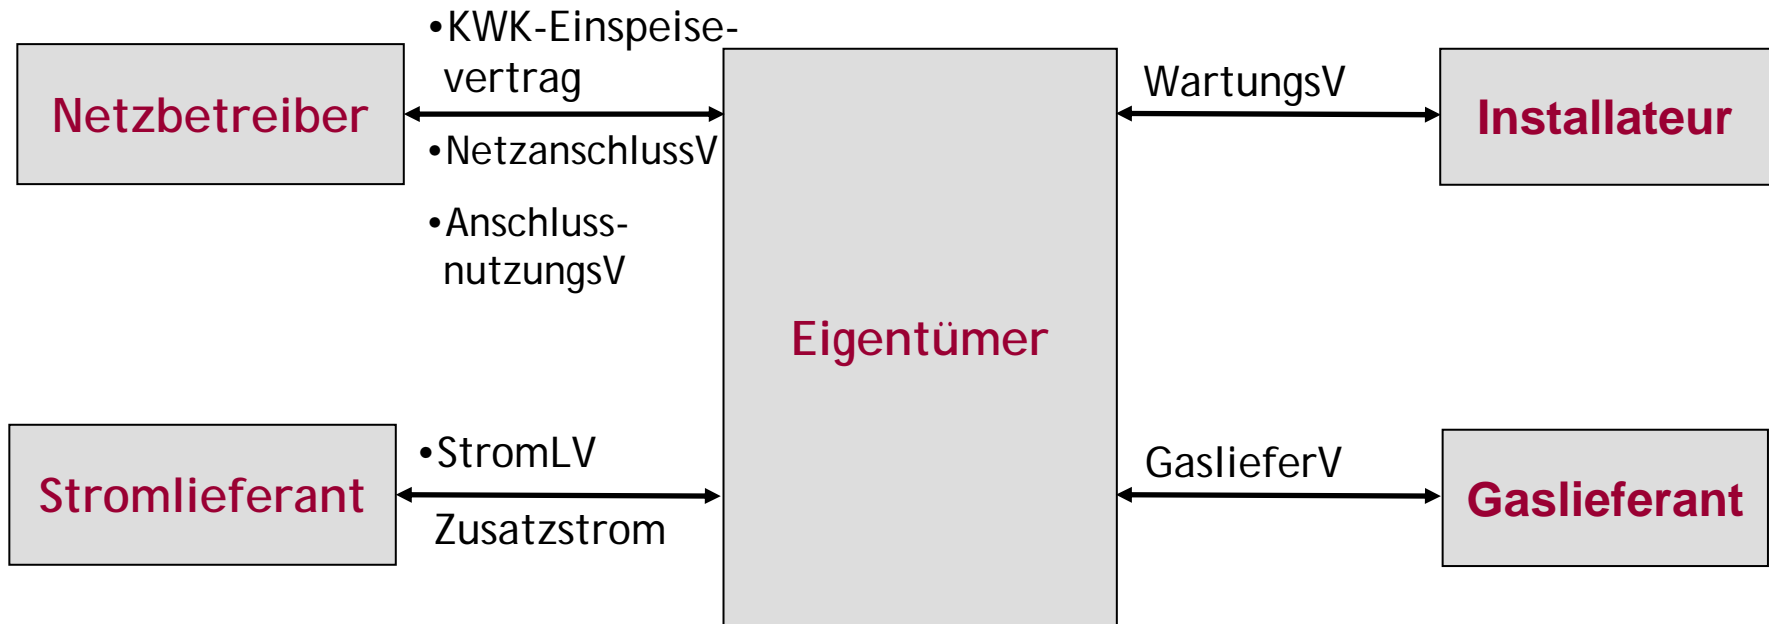 •KWK-Einspeise-
vertrag
Netzbetreiber
•NetzanschlussV
•Anschluss-
nutzungsV
WartungsV
Installateur
Eigentümer
•StromLV
Stromlieferant
Zusatzstrom
GaslieferV
Gaslieferant